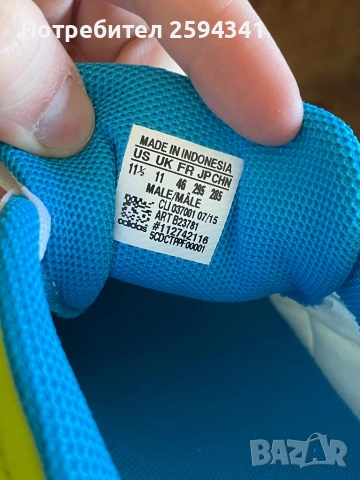 Потребител 2594341
MADE IN INDONESIA
US UK FR JP CHN
11½ 11 46 295 285
MALE/MÂLE
CLI 037001 07/15
ART B23781
#112742116
5CDCTPPF00001
adidas
BAZAR